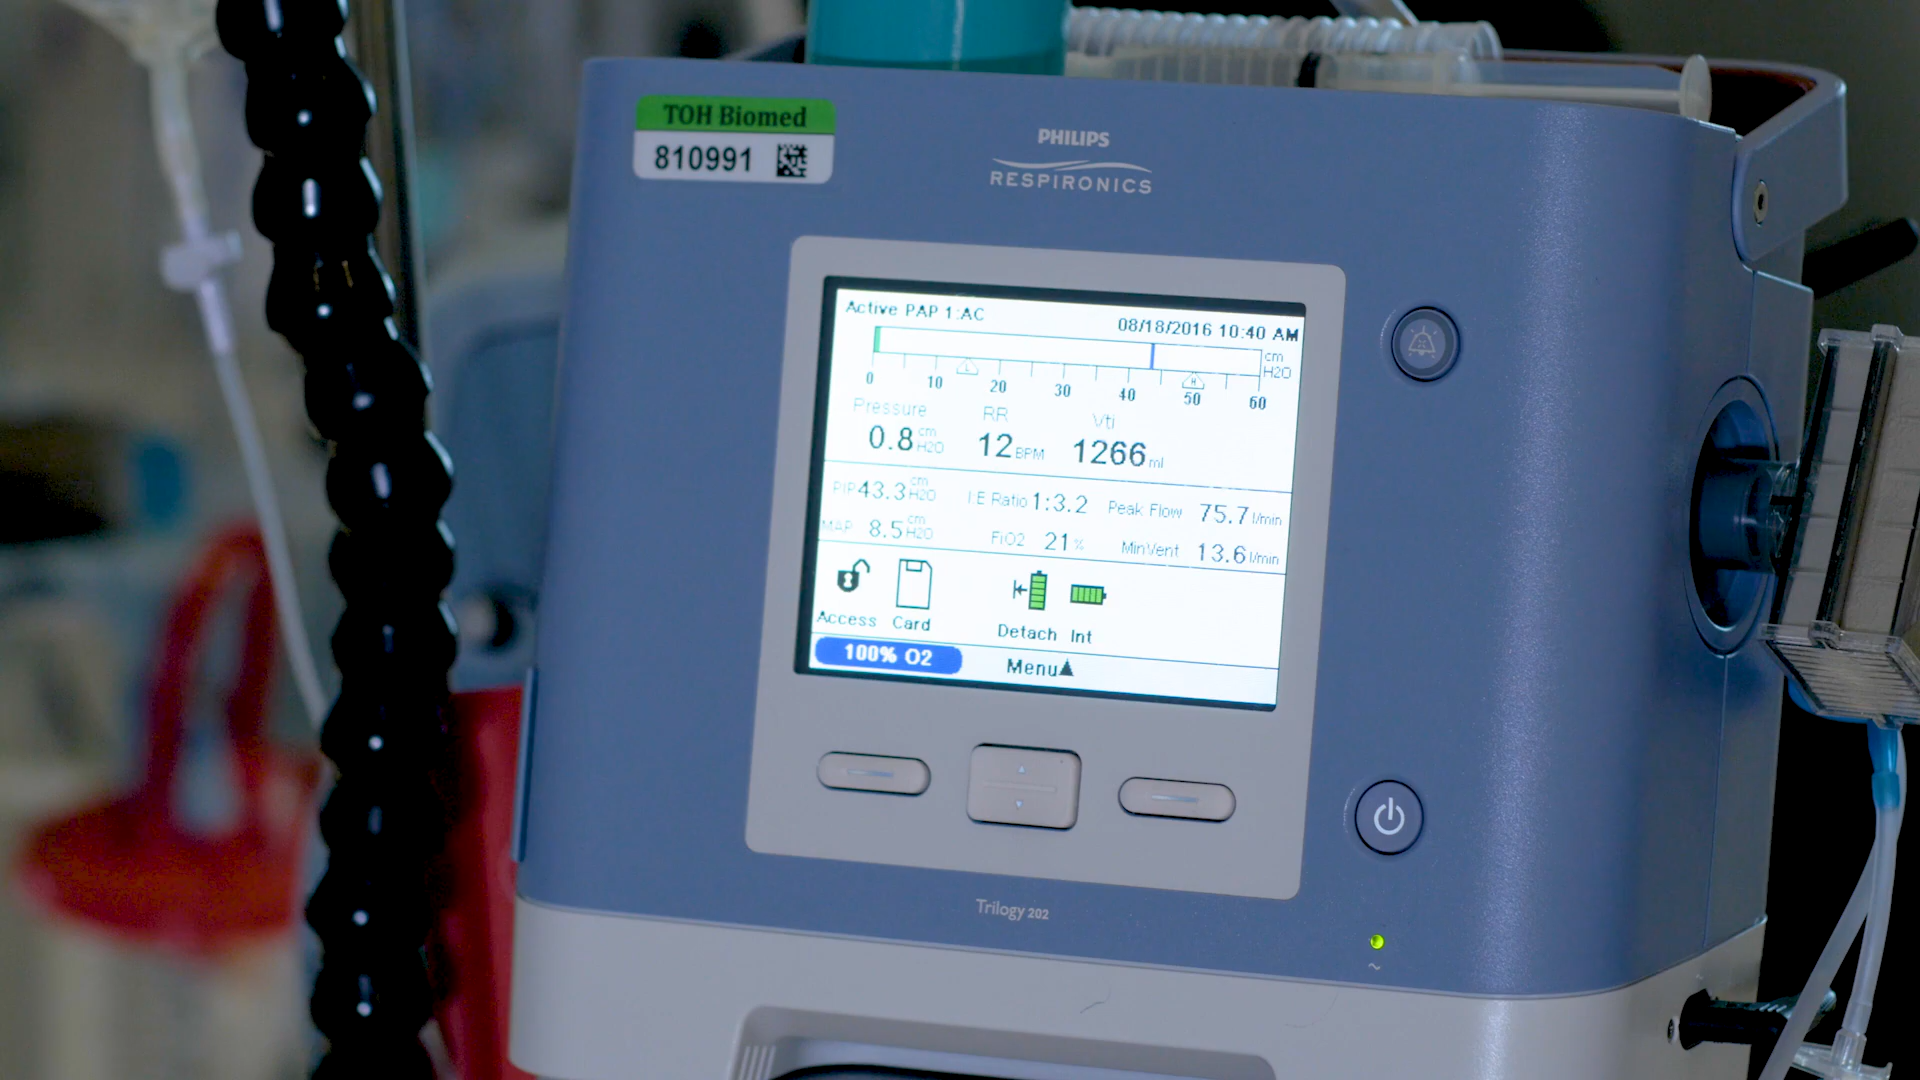 TOH Biomed
810991
PHILIPS
RESPIRONICS
Active PAP 1:AC
08/18/2016 10:40 AM
cm
H2O
0 10 20 30 40 50 60
L H
Pressure RR Vti
0.8 cm H2O 12 BPM 1266 ml
PIP 43.3 cm H2O I:E Ratio 1:3.2 Peak Flow 75.7 l/min
MAP 8.5 cm H2O FiO2 21 % MinVent 13.6 l/min
Access Card Detach Int
100% O2 Menu
Trilogy 202